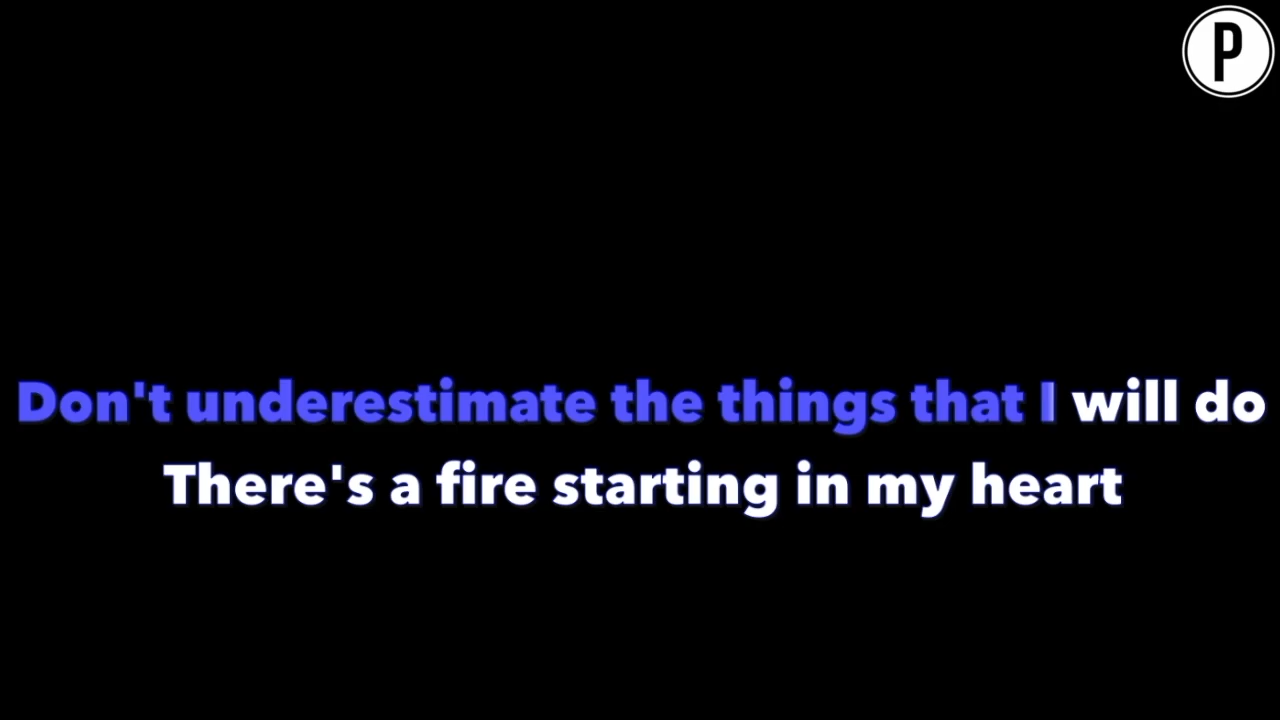 P
Don't underestimate the things that I will do
There's a fire starting in my heart